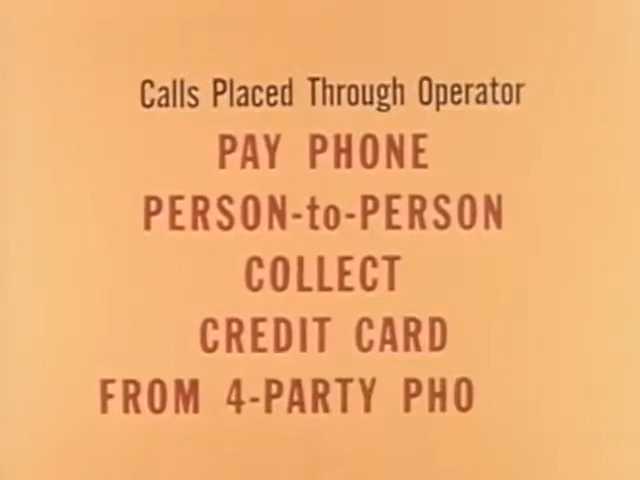 Calls Placed Through Operator
PAY PHONE
PERSON-to-PERSON
COLLECT
CREDIT CARD
FROM 4-PARTY PHO